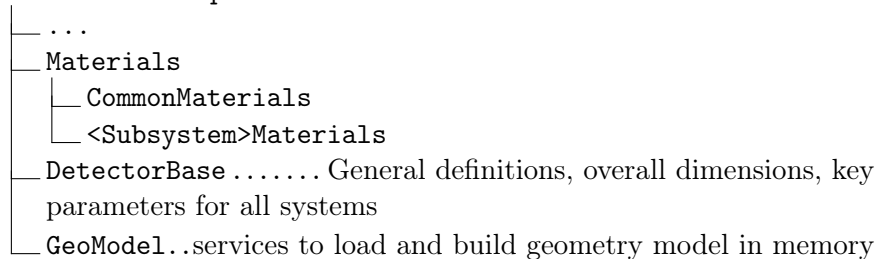 ...
Materials
CommonMaterials
<Subsystem>Materials
DetectorBase ....... General definitions, overall dimensions, key
parameters for all systems
GeoModel..services to load and build geometry model in memory